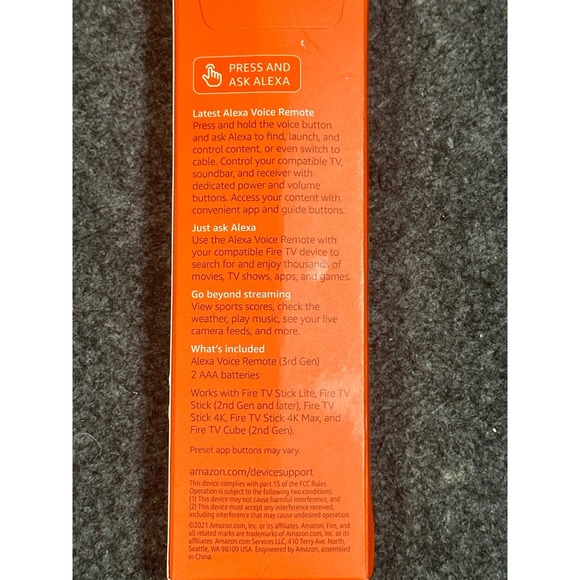 PRESS AND
ASK ALEXA
Latest Alexa Voice Remote
Press and hold the voice button
and ask Alexa to find, launch, and
control content, or even switch to
cable. Control your compatible TV,
soundbar, and receiver with
dedicated power and volume
buttons. Access your content with
convenient app and guide buttons.
Just ask Alexa
Use the Alexa Voice Remote with
your compatible Fire TV device to
search for and enjoy thousands of
movies, TV shows, apps, and games.
Go beyond streaming
View sports scores, check the
weather, play music, see your live
camera feeds, and more.
What's included
Alexa Voice Remote (3rd Gen)
2 AAA batteries
Works with Fire TV Stick Lite, Fire TV
Stick (2nd Gen and later), Fire TV
Stick 4K, Fire TV Stick 4K Max, and
Fire TV Cube (2nd Gen).
Preset app buttons may vary.
amazon.com/devicesupport
This device complies with part 15 of the FCC Rules
Operation is subject to the following two conditions:
(1) This device may not cause harmful interference, and
(2) This device must accept any interference received,
including interference that may cause undesired operation
©2021 Amazon.com, Inc. or its affiliates. Amazon, Fire, and
all related marks are trademarks of Amazon.com, Inc. or its
affiliates. Amazon.com Services LLC, 410 Terry Ave. North,
Seattle, WA 98109 USA. Engineered by Amazon, assembled
in China.